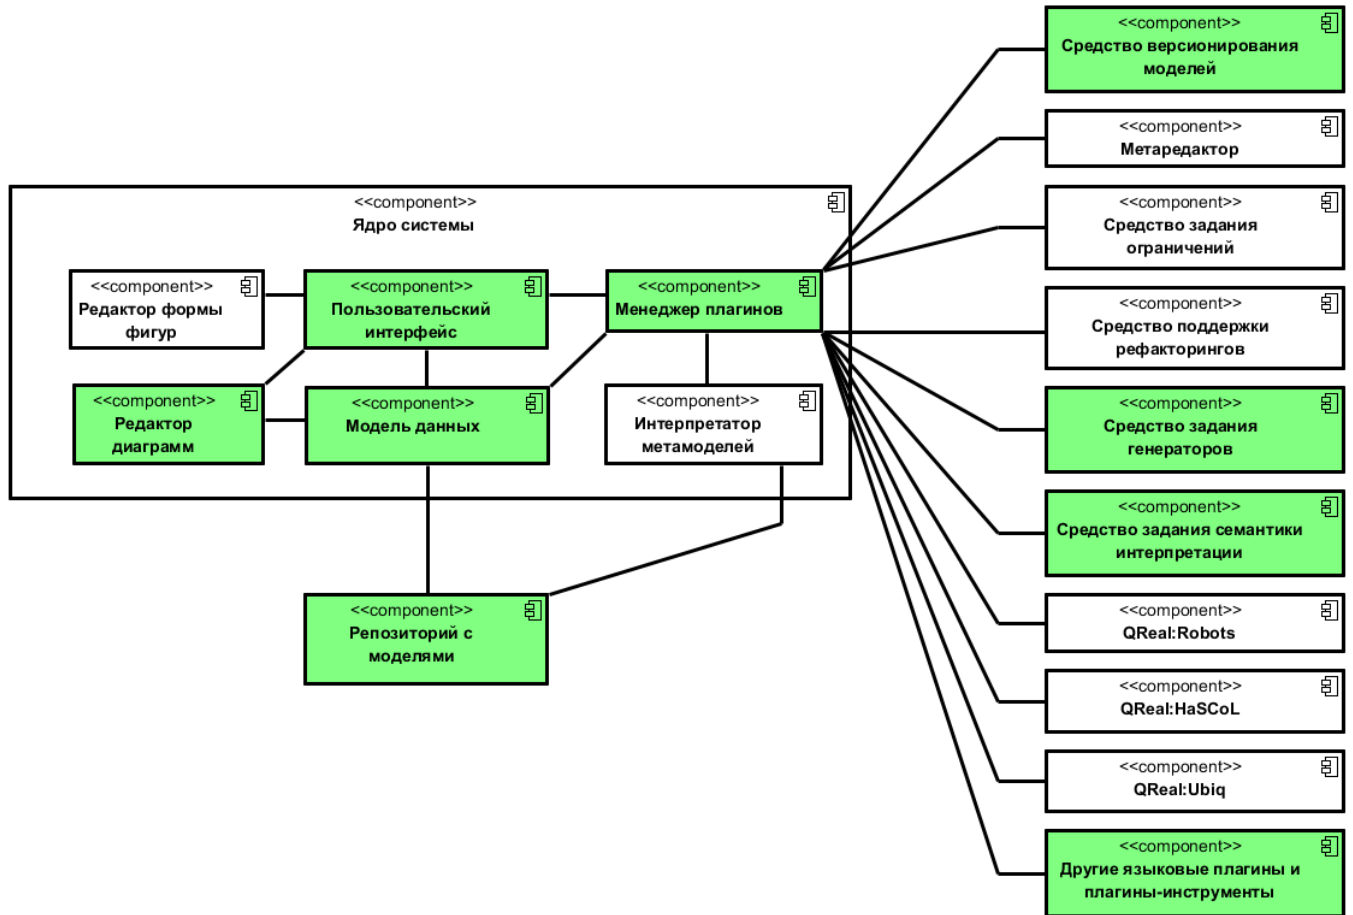 <<component>>
Ядро системы
<<component>>
Редактор формы
фигур
<<component>>
Пользовательский
интерфейс
<<component>>
Менеджер плагинов
<<component>>
Редактор
диаграмм
<<component>>
Модель данных
<<component>>
Интерпретатор
метамоделей
<<component>>
Репозиторий с
моделями
<<component>>
Средство версионирования
моделей
<<component>>
Метаредактор
<<component>>
Средство задания
ограничений
<<component>>
Средство поддержки
рефакторингов
<<component>>
Средство задания
генераторов
<<component>>
Средство задания семантики
интерпретации
<<component>>
QReal:Robots
<<component>>
QReal:HaSCoL
<<component>>
QReal:Ubiq
<<component>>
Другие языковые плагины и
плагины-инструменты